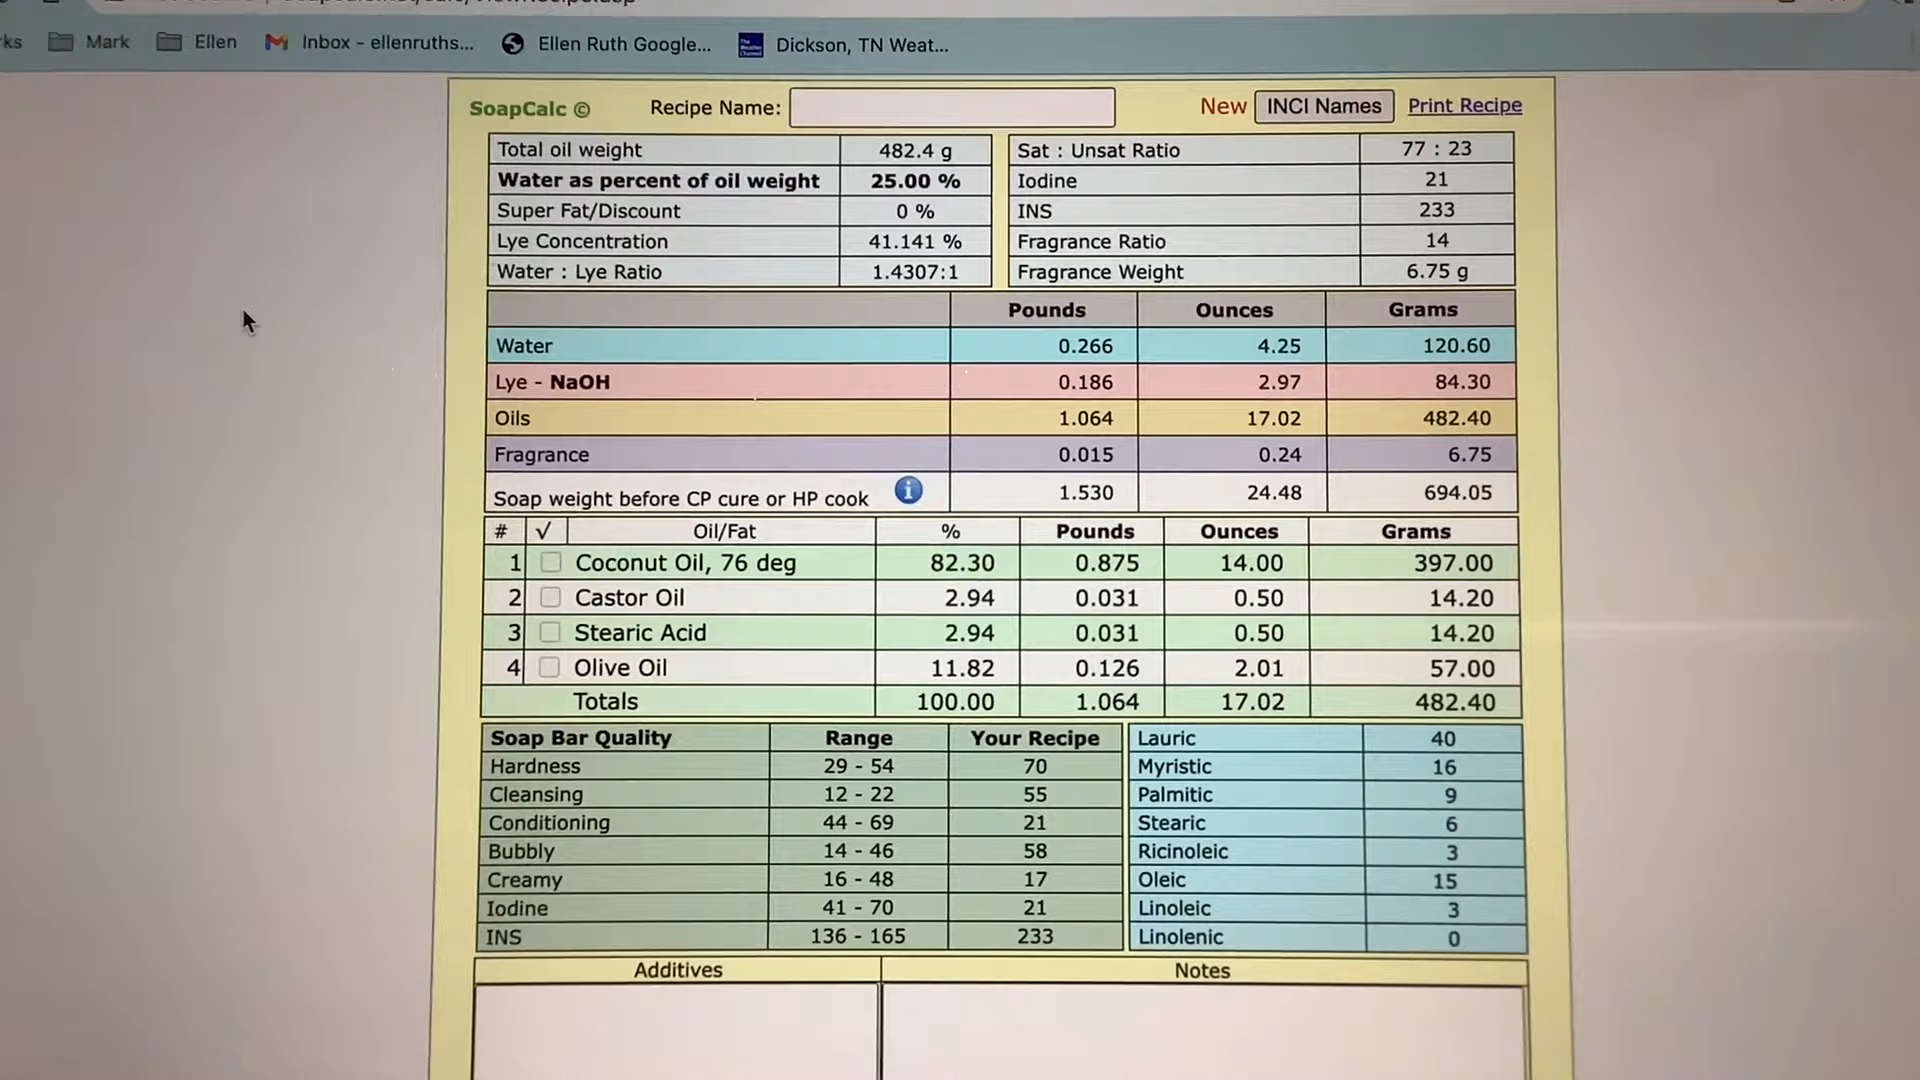 ks Mark Ellen Inbox - ellenruths... Ellen Ruth Google... Dickson, TN Weat...
SoapCalc © Recipe Name: New INCI Names Print Recipe
Total oil weight 482.4 g Sat : Unsat Ratio 77 : 23
Water as percent of oil weight 25.00 % Iodine 21
Super Fat/Discount 0 % INS 233
Lye Concentration 41.141 % Fragrance Ratio 14
Water : Lye Ratio 1.4307:1 Fragrance Weight 6.75 g
Pounds Ounces Grams
Water 0.266 4.25 120.60
Lye - NaOH 0.186 2.97 84.30
Oils 1.064 17.02 482.40
Fragrance 0.015 0.24 6.75
Soap weight before CP cure or HP cook i 1.530 24.48 694.05
# √ Oil/Fat % Pounds Ounces Grams
1 Coconut Oil, 76 deg 82.30 0.875 14.00 397.00
2 Castor Oil 2.94 0.031 0.50 14.20
3 Stearic Acid 2.94 0.031 0.50 14.20
4 Olive Oil 11.82 0.126 2.01 57.00
Totals 100.00 1.064 17.02 482.40
Soap Bar Quality Range Your Recipe Lauric 40
Hardness 29 - 54 70 Myristic 16
Cleansing 12 - 22 55 Palmitic 9
Conditioning 44 - 69 21 Stearic 6
Bubbly 14 - 46 58 Ricinoleic 3
Creamy 16 - 48 17 Oleic 15
Iodine 41 - 70 21 Linoleic 3
INS 136 - 165 233 Linolenic 0
Additives Notes